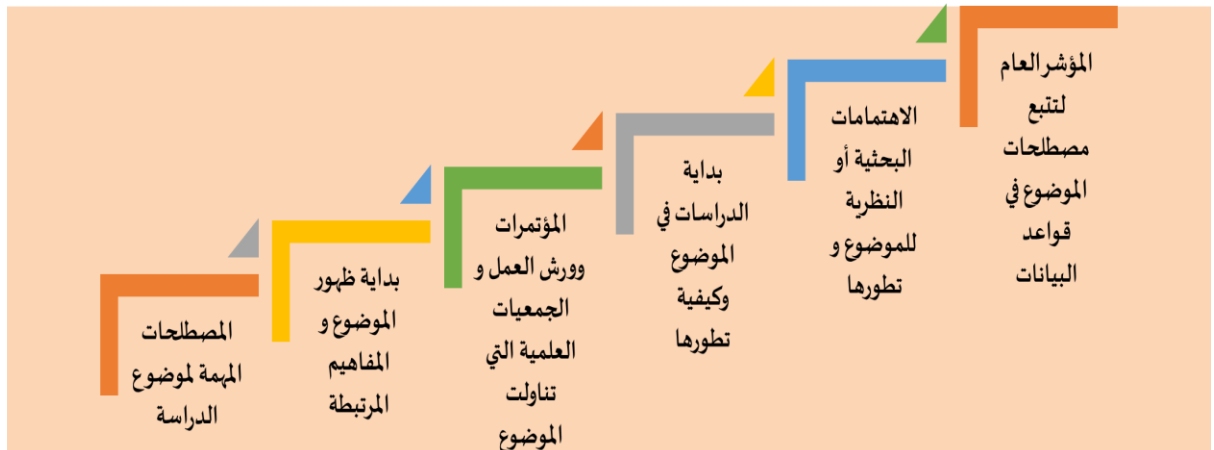 المؤشر العام
لتتبع
مصطلحات
الموضوع في
قواعد
البيانات
الاهتمامات
البحثية أو
النظرية
للموضوع و
تطورها
بداية
الدراسات في
الموضوع
وكيفية
تطورها
المؤتمرات
وورش العمل و
الجمعيات
العلمية التي
تناولت
الموضوع
بداية ظهور
الموضوع و
المفاهيم
المرتبطة
المصطلحات
المهمة لموضوع
الدراسة